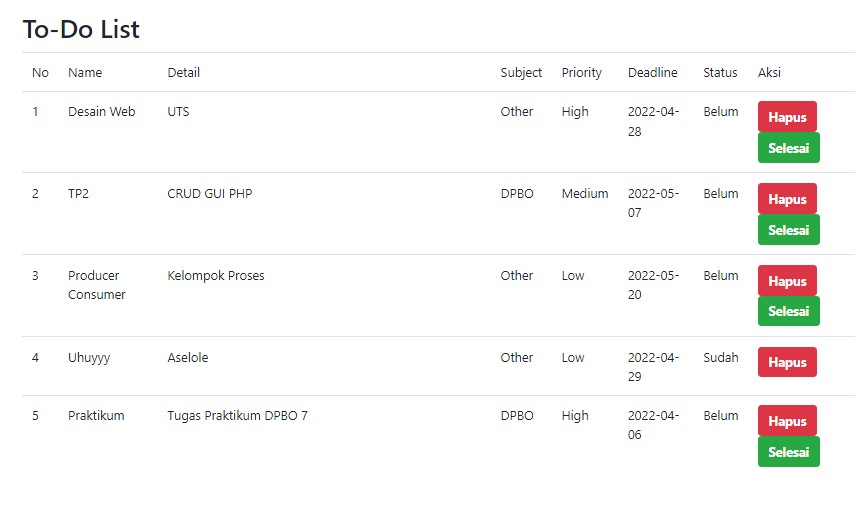 To-Do List
No Name Detail Subject Priority Deadline Status Aksi
1 Desain Web UTS Other High 2022-04-28 Belum Hapus
Selesai
2 TP2 CRUD GUI PHP DPBO Medium 2022-05-07 Belum Hapus
Selesai
3 Producer Consumer Kelompok Proses Other Low 2022-05-20 Belum Hapus
Selesai
4 Uhuyyy Aselole Other Low 2022-04-29 Sudah Hapus
5 Praktikum Tugas Praktikum DPBO 7 DPBO High 2022-04-06 Belum Hapus
Selesai